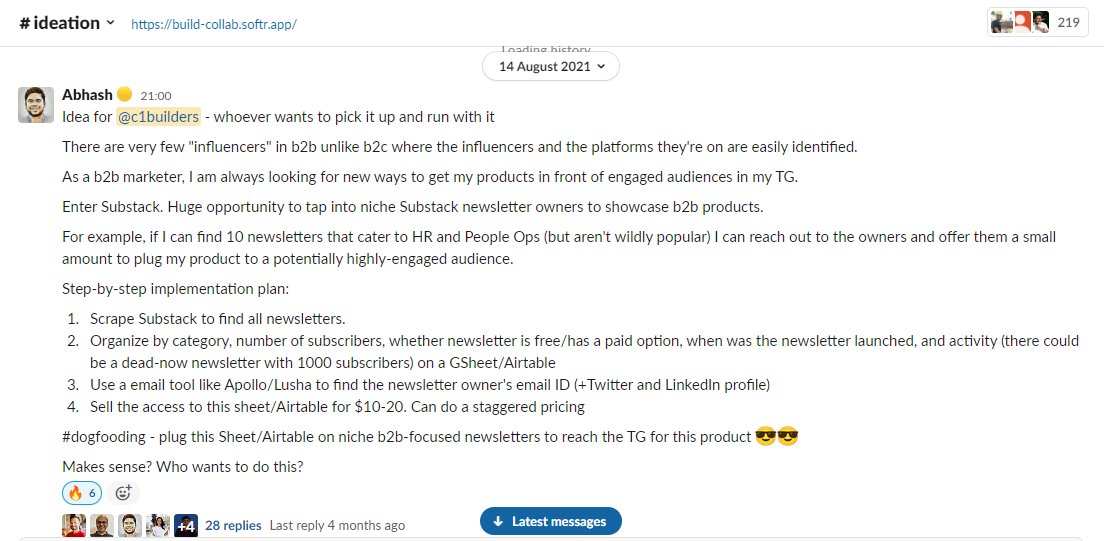 # ideation
https://build-collab.softr.app/
219
Loading history
14 August 2021
Abhash 21:00
Idea for @c1builders - whoever wants to pick it up and run with it
There are very few "influencers" in b2b unlike b2c where the influencers and the platforms they're on are easily identified.
As a b2b marketer, I am always looking for new ways to get my products in front of engaged audiences in my TG.
Enter Substack. Huge opportunity to tap into niche Substack newsletter owners to showcase b2b products.
For example, if I can find 10 newsletters that cater to HR and People Ops (but aren't wildly popular) I can reach out to the owners and offer them a small
amount to plug my product to a potentially highly-engaged audience.
Step-by-step implementation plan:
1. Scrape Substack to find all newsletters.
2. Organize by category, number of subscribers, whether newsletter is free/has a paid option, when was the newsletter launched, and activity (there could
be a dead-now newsletter with 1000 subscribers) on a GSheet/Airtable
3. Use a email tool like Apollo/Lusha to find the newsletter owner's email ID (+Twitter and LinkedIn profile)
4. Sell the access to this sheet/Airtable for $10-20. Can do a staggered pricing
#dogfooding - plug this Sheet/Airtable on niche b2b-focused newsletters to reach the TG for this product 😎😎
Makes sense? Who wants to do this?
🔥 6
+4 28 replies Last reply 4 months ago
Latest messages